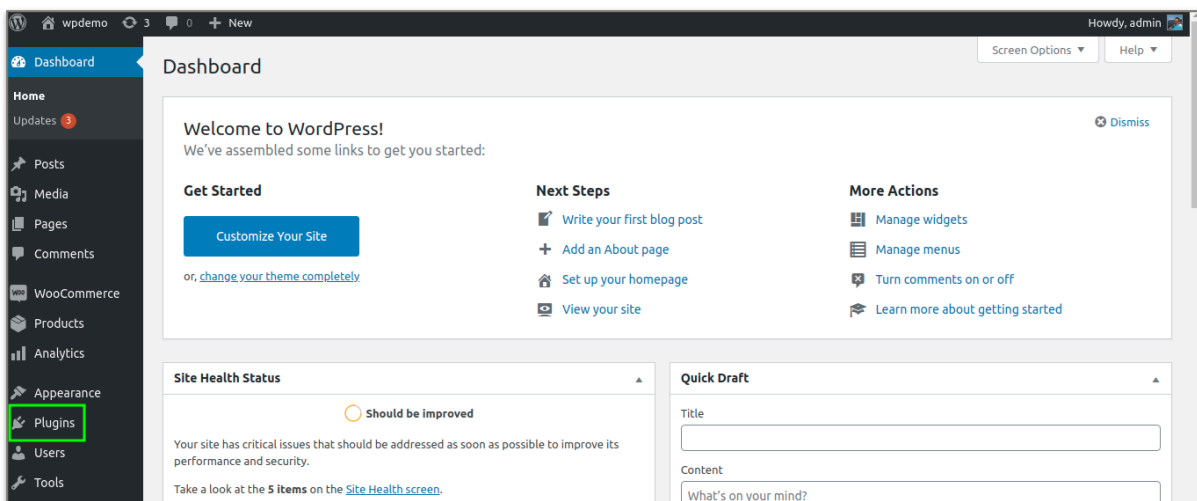 wpdemo 3 0 + New Howdy, admin
Dashboard
Home
Updates 3
Posts
Media
Pages
Comments
WooCommerce
Products
Analytics
Appearance
Plugins
Users
Tools
Screen Options ▼ Help ▼
Dashboard
Welcome to WordPress!
Dismiss
We've assembled some links to get you started:
Get Started
Customize Your Site
or, change your theme completely
Next Steps
Write your first blog post
Add an About page
Set up your homepage
View your site
More Actions
Manage widgets
Manage menus
Turn comments on or off
Learn more about getting started
Site Health Status
Should be improved
Your site has critical issues that should be addressed as soon as possible to improve its
performance and security.
Take a look at the 5 items on the Site Health screen.
Quick Draft
Title
Content
What's on your mind?